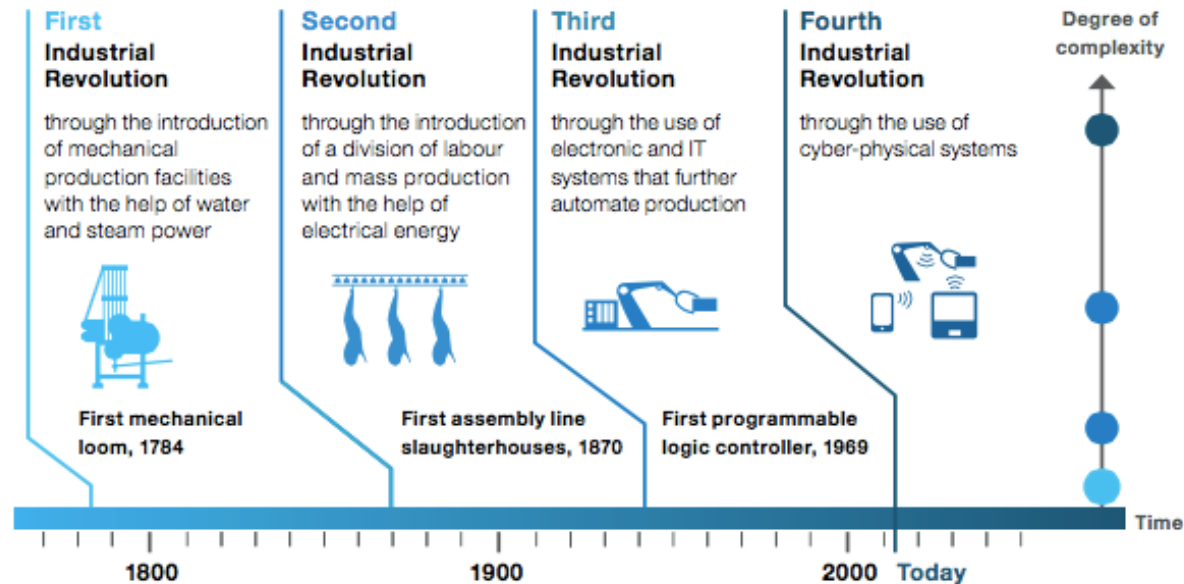 First
Industrial
Revolution
through the introduction
of mechanical
production facilities
with the help of water
and steam power
First mechanical
loom, 1784
Second
Industrial
Revolution
through the introduction
of a division of labour
and mass production
with the help of
electrical energy
First assembly line
slaughterhouses, 1870
Third
Industrial
Revolution
through the use of
electronic and IT
systems that further
automate production
First programmable
logic controller, 1969
Fourth
Industrial
Revolution
through the use of
cyber-physical systems
Degree of
complexity
Time
1800
1900
2000
Today